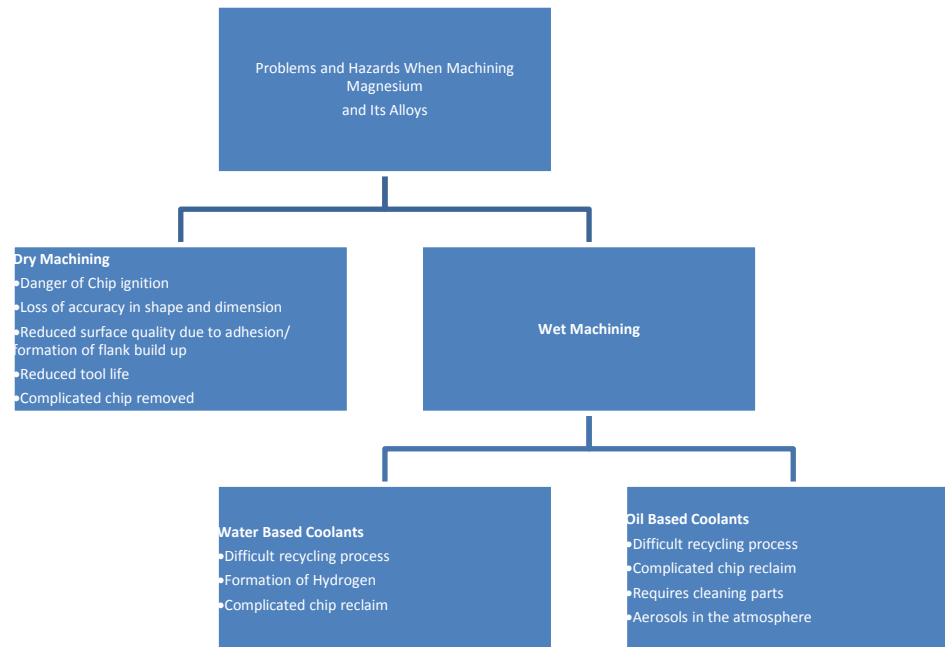 Problems and Hazards When Machining
Magnesium
and Its Alloys
Dry Machining
•Danger of Chip ignition
•Loss of accuracy in shape and dimension
•Reduced surface quality due to adhesion/
formation of flank build up
•Reduced tool life
•Complicated chip removed
Wet Machining
Water Based Coolants
•Difficult recycling process
•Formation of Hydrogen
•Complicated chip reclaim
Oil Based Coolants
•Difficult recycling process
•Complicated chip reclaim
•Requires cleaning parts
•Aerosols in the atmosphere